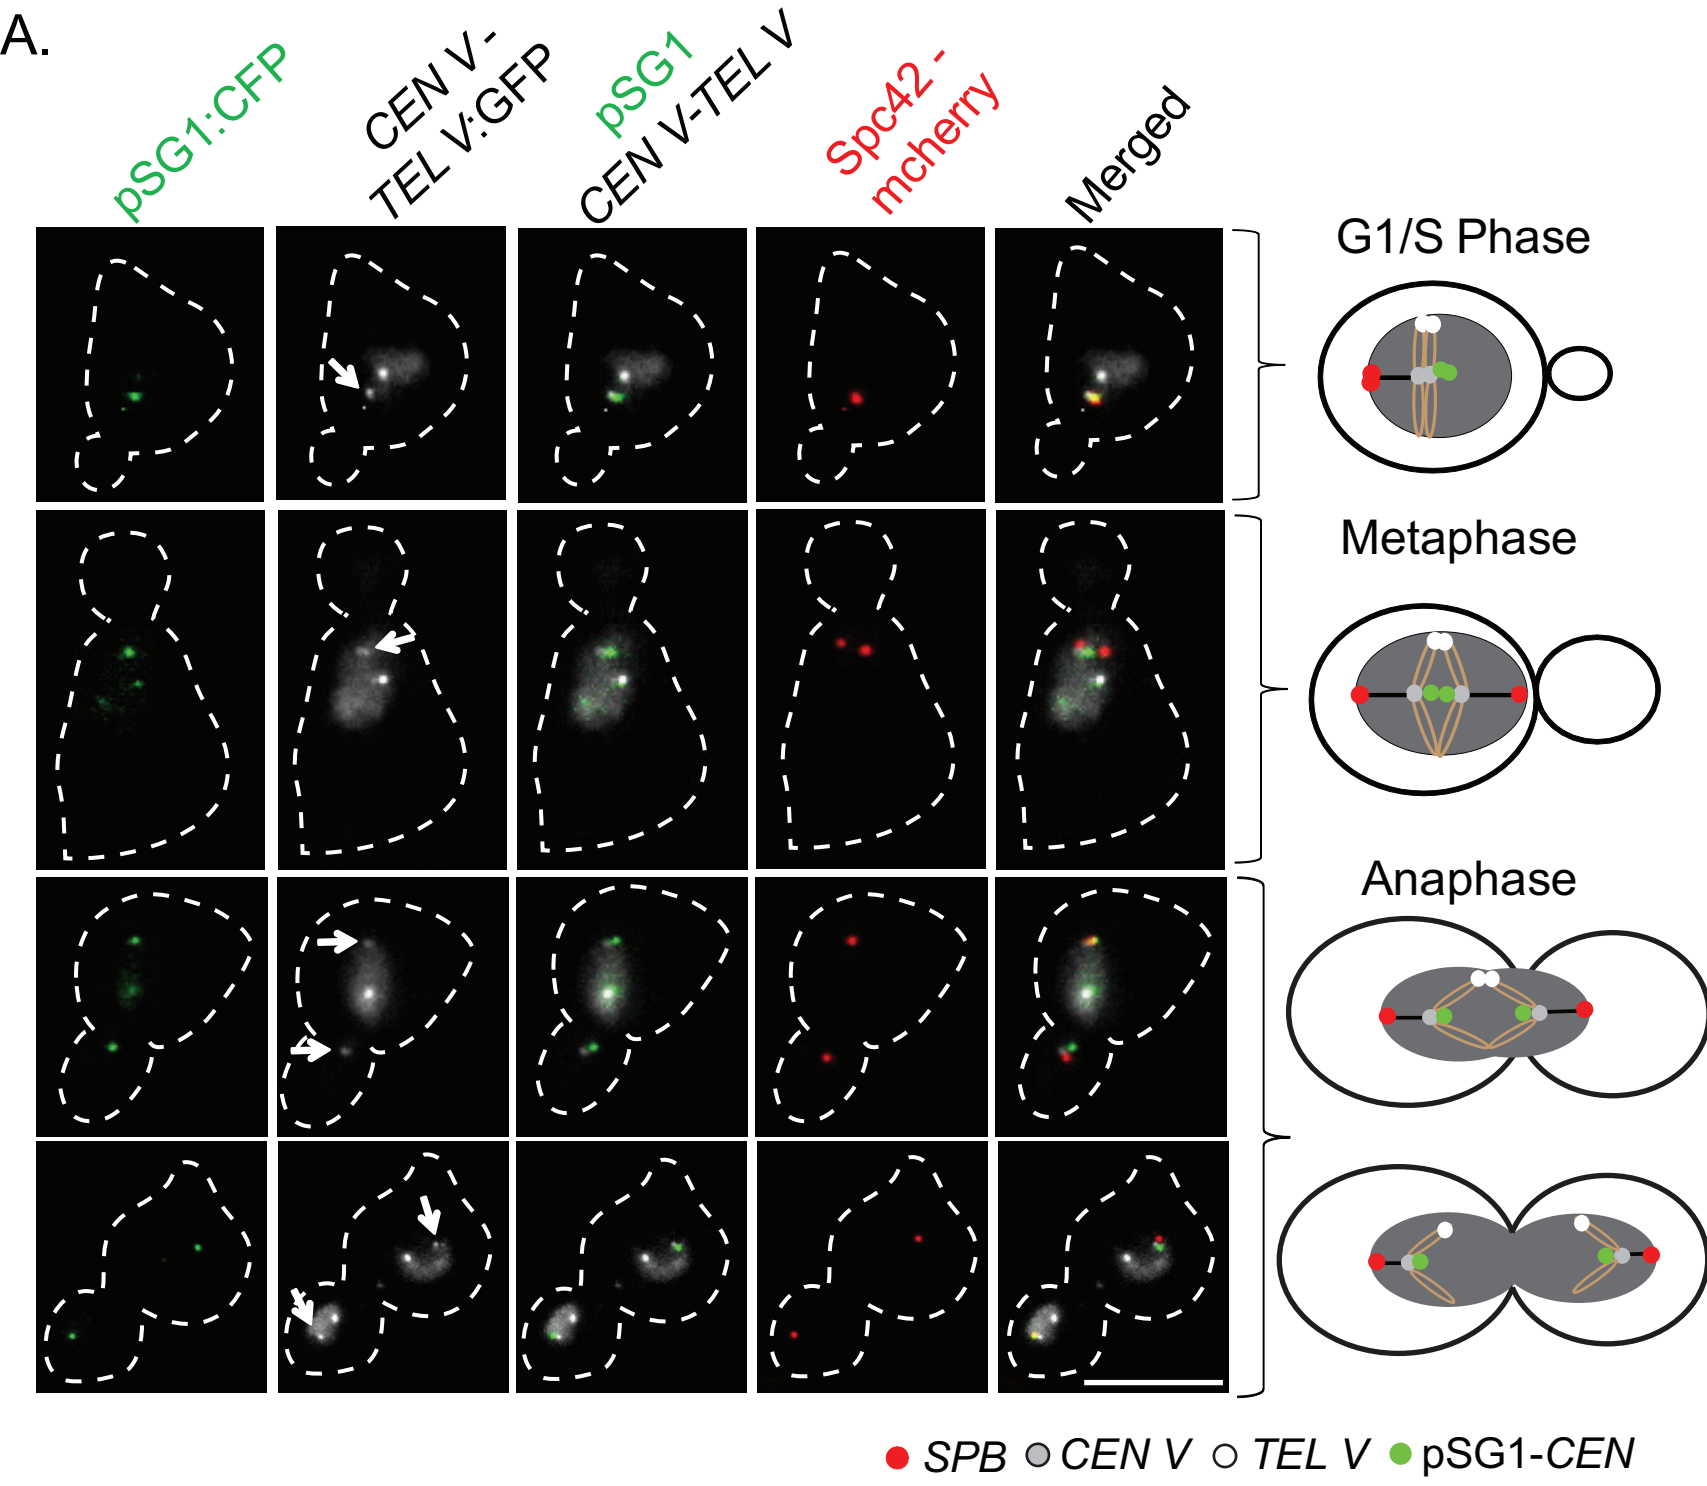 A.
pSG1:CFP
CEN V -
TEL V:GFP
pSG1
CEN V-TEL V
Spc42 -
mcherry
Merged
G1/S Phase
Metaphase
Anaphase
SPB CEN V TEL V pSG1-CEN